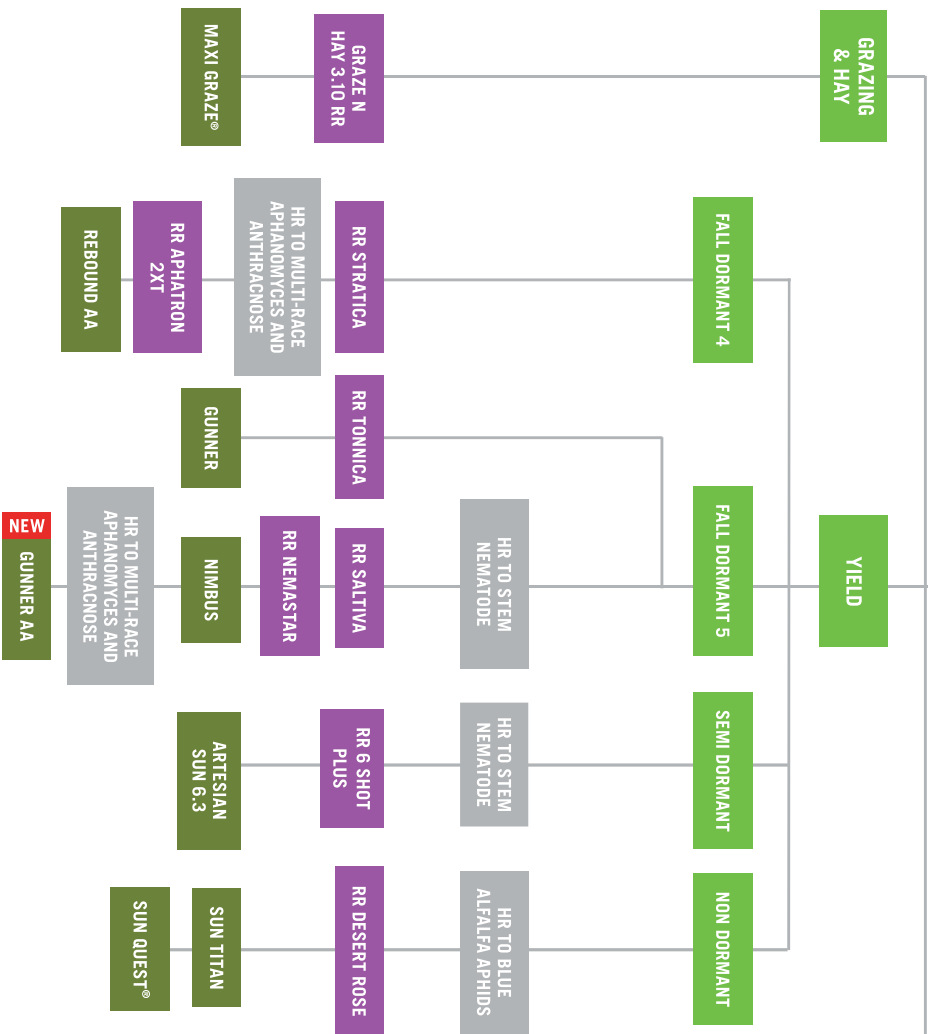 GRAZING
& HAY
GRAZE N
HAY 3.10 RR
MAXI GRAZE®
YIELD
FALL DORMANT 4
RR STRATICA
HR TO MULTI-RACE
APHANOMYCES AND
ANTHRACNOSE
RR APHATRON
2XT
REBOUND AA
FALL DORMANT 5
RR TONNICA
GUNNER
HR TO STEM
NEMATODE
RR SALTIVA
RR NEMASTAR
NIMBUS
HR TO MULTI-RACE
APHANOMYCES AND
ANTHRACNOSE
NEW
GUNNER AA
SEMI DORMANT
HR TO STEM
NEMATODE
RR 6 SHOT
PLUS
ARTESIAN
SUN 6.3
NON DORMANT
HR TO BLUE
ALFALFA APHIDS
RR DESERT ROSE
SUN TITAN
SUN QUEST®